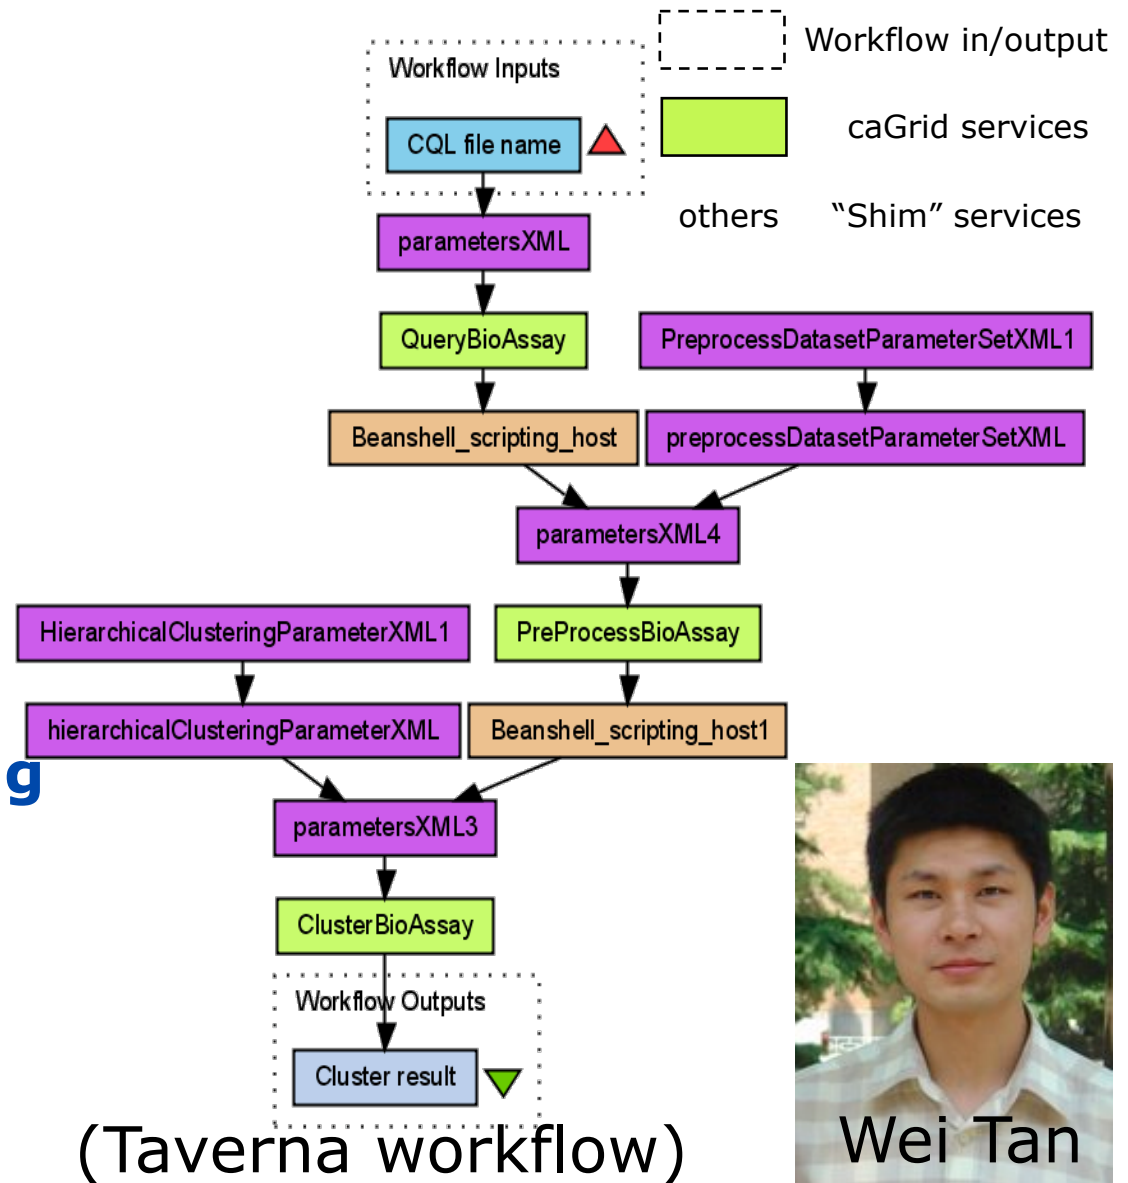 Workflow Inputs
CQL file name
Workflow in/output
caGrid services
others “Shim” services
parametersXML
QueryBioAssay
PreprocessDatasetParameterSetXML1
Beanshell_scripting_host
preprocessDatasetParameterSetXML
parametersXML4
HierarchicalClusteringParameterXML1
PreProcessBioAssay
hierarchicalClusteringParameterXML
Beanshell_scripting_host1
g
parametersXML3
ClusterBioAssay
Workflow Outputs
Cluster result
(Taverna workflow)
Wei Tan